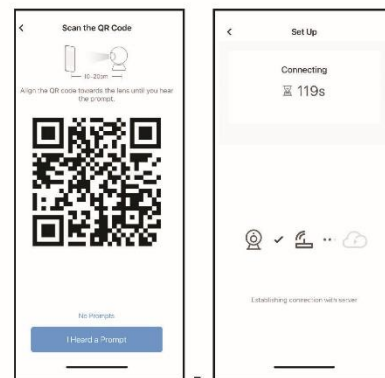 Scan the QR Code
10-20cm
Align the QR code towards the lens until you hear
the prompt.
No Prompts
I Heard a Prompt
Set Up
Connecting
119s
Establishing connection with server